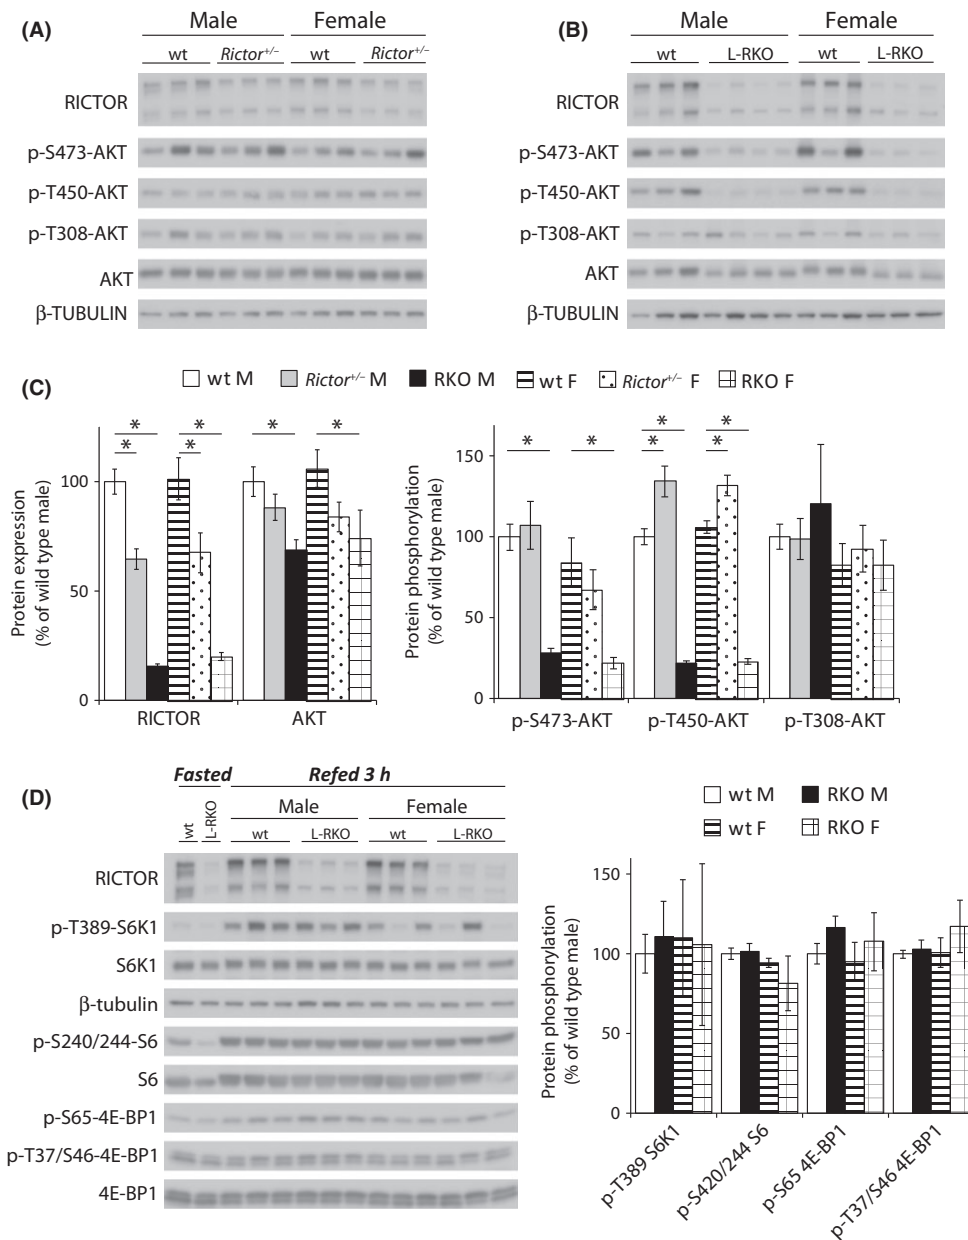 (A)
Male Female
wt Rictor+/– wt Rictor+/–
RICTOR
p-S473-AKT
p-T450-AKT
p-T308-AKT
AKT
β-TUBULIN
(B)
Male Female
wt L-RKO wt L-RKO
RICTOR
p-S473-AKT
p-T450-AKT
p-T308-AKT
AKT
β-TUBULIN
(C)
wt M Rictor+/– M RKO M wt F Rictor+/– F RKO F
Protein expression
(% of wild type male)
100
50
0
* * * * * *
RICTOR AKT
Protein phosphorylation
(% of wild type male)
150
100
50
0
* * * * * *
p-S473-AKT p-T450-AKT p-T308-AKT
(D)
Fasted Refed 3 h
Male Female
wt L-RKO wt L-RKO wt L-RKO
RICTOR
p-T389-S6K1
S6K1
β-tubulin
p-S240/244-S6
S6
p-S65-4E-BP1
p-T37/S46-4E-BP1
4E-BP1
wt M RKO M
wt F RKO F
Protein phosphorylation
(% of wild type male)
150
100
50
0
p-T389 S6K1
p-S420/244 S6
p-S65 4E-BP1
p-T37/S46 4E-BP1